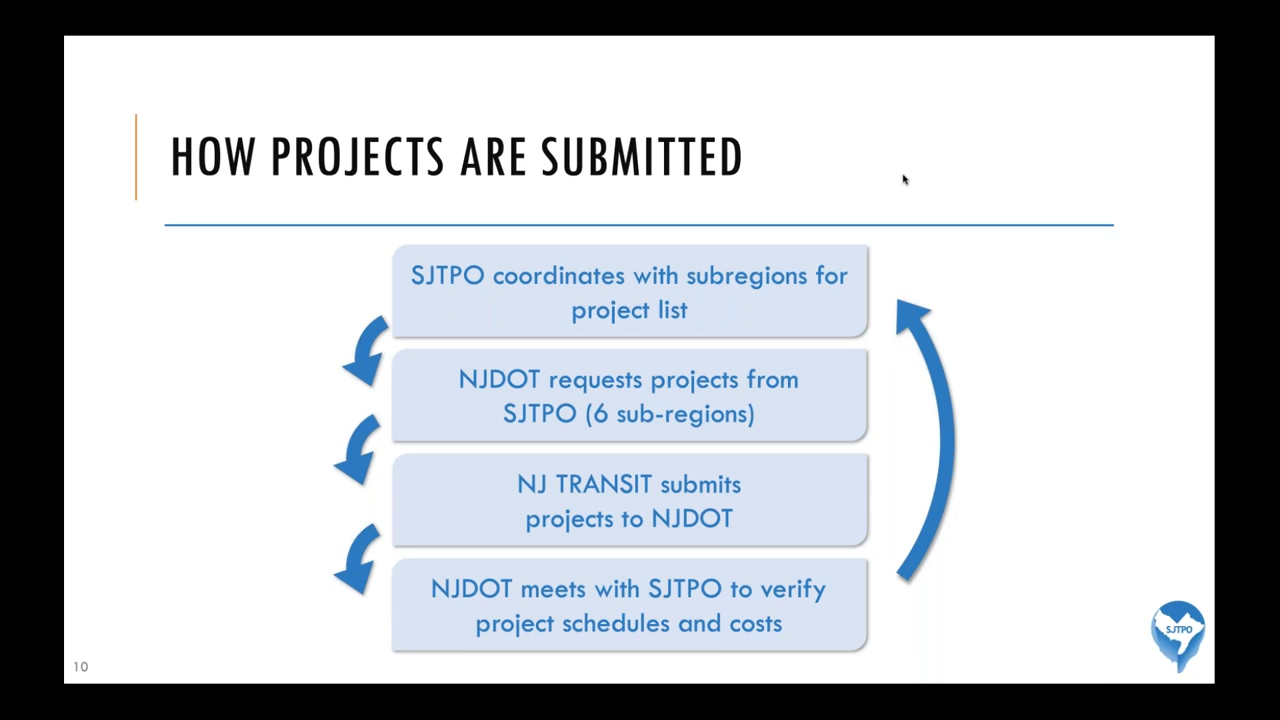 HOW PROJECTS ARE SUBMITTED
SJTPO coordinates with subregions for
project list
NJDOT requests projects from
SJTPO (6 sub-regions)
NJ TRANSIT submits
projects to NJDOT
NJDOT meets with SJTPO to verify
project schedules and costs
10
SJTPO